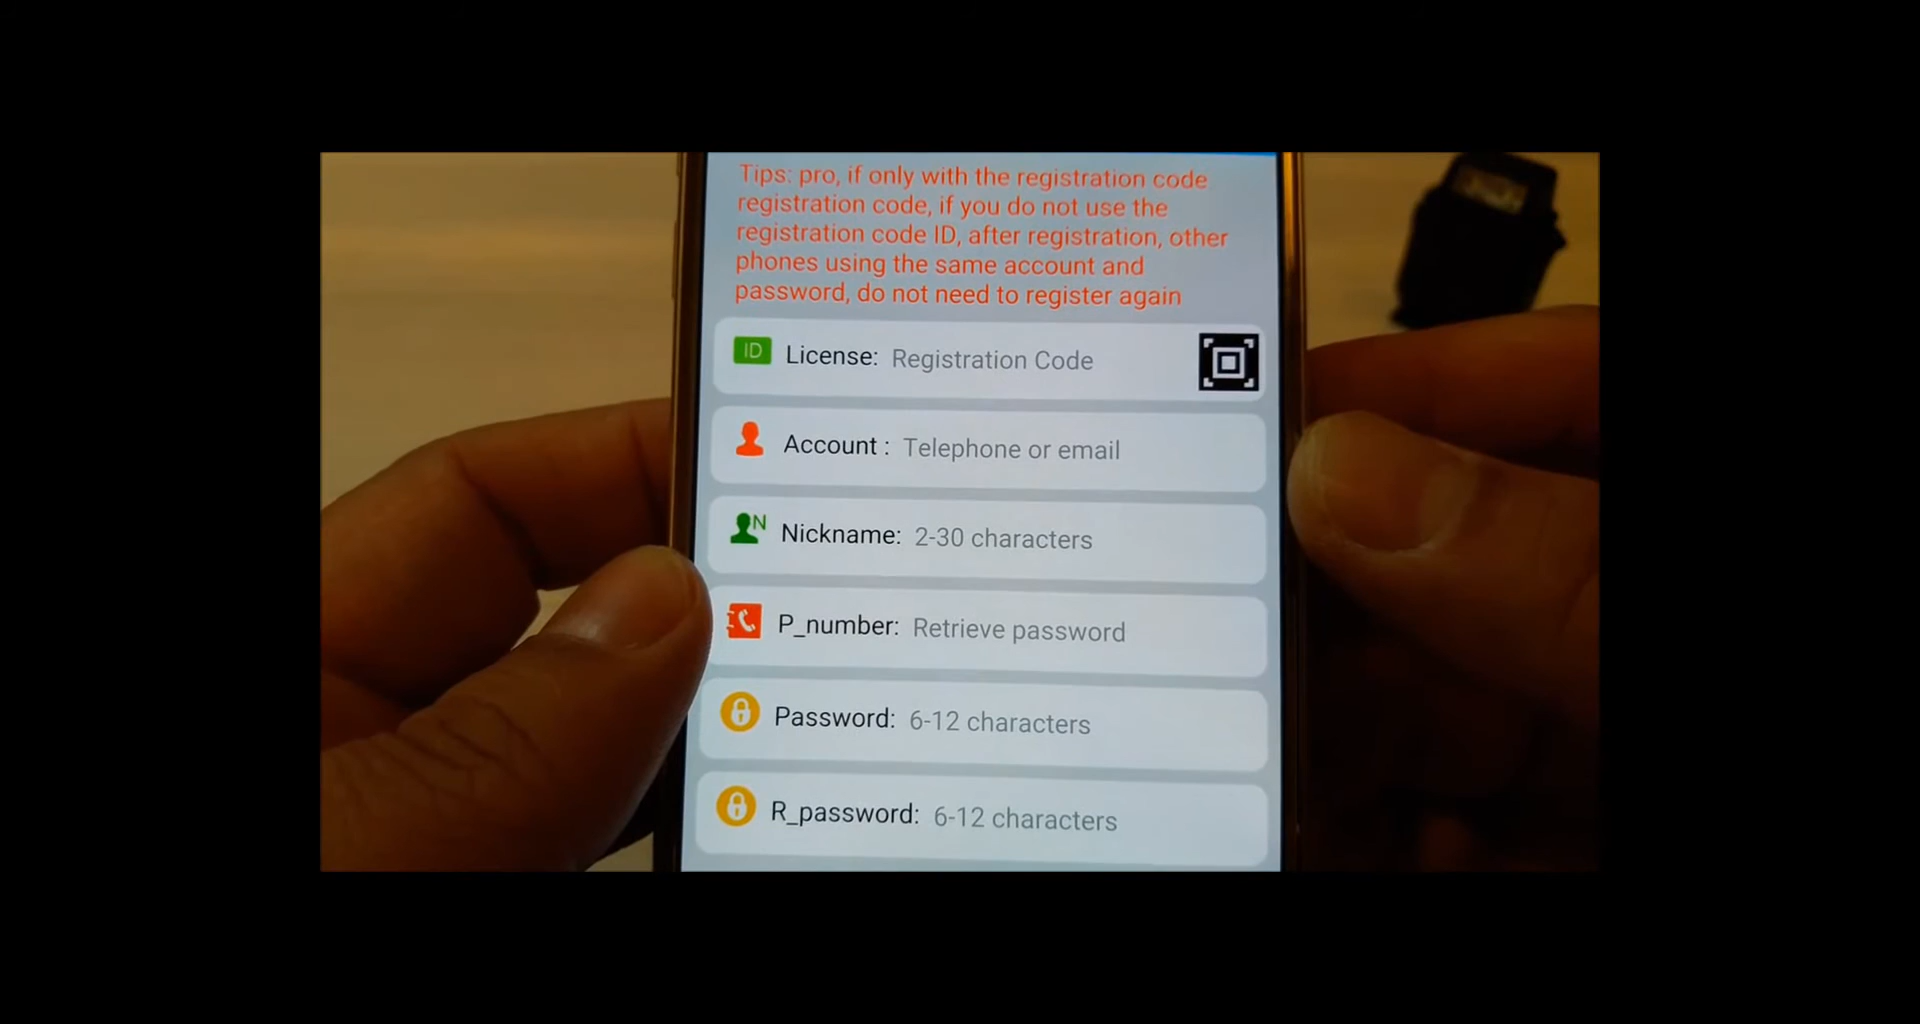 Tips: pro, if only with the registration code
registration code, if you do not use the
registration code ID, after registration, other
phones using the same account and
password, do not need to register again
ID License: Registration Code
Account : Telephone or email
N Nickname: 2-30 characters
P_number: Retrieve password
Password: 6-12 characters
R_password: 6-12 characters